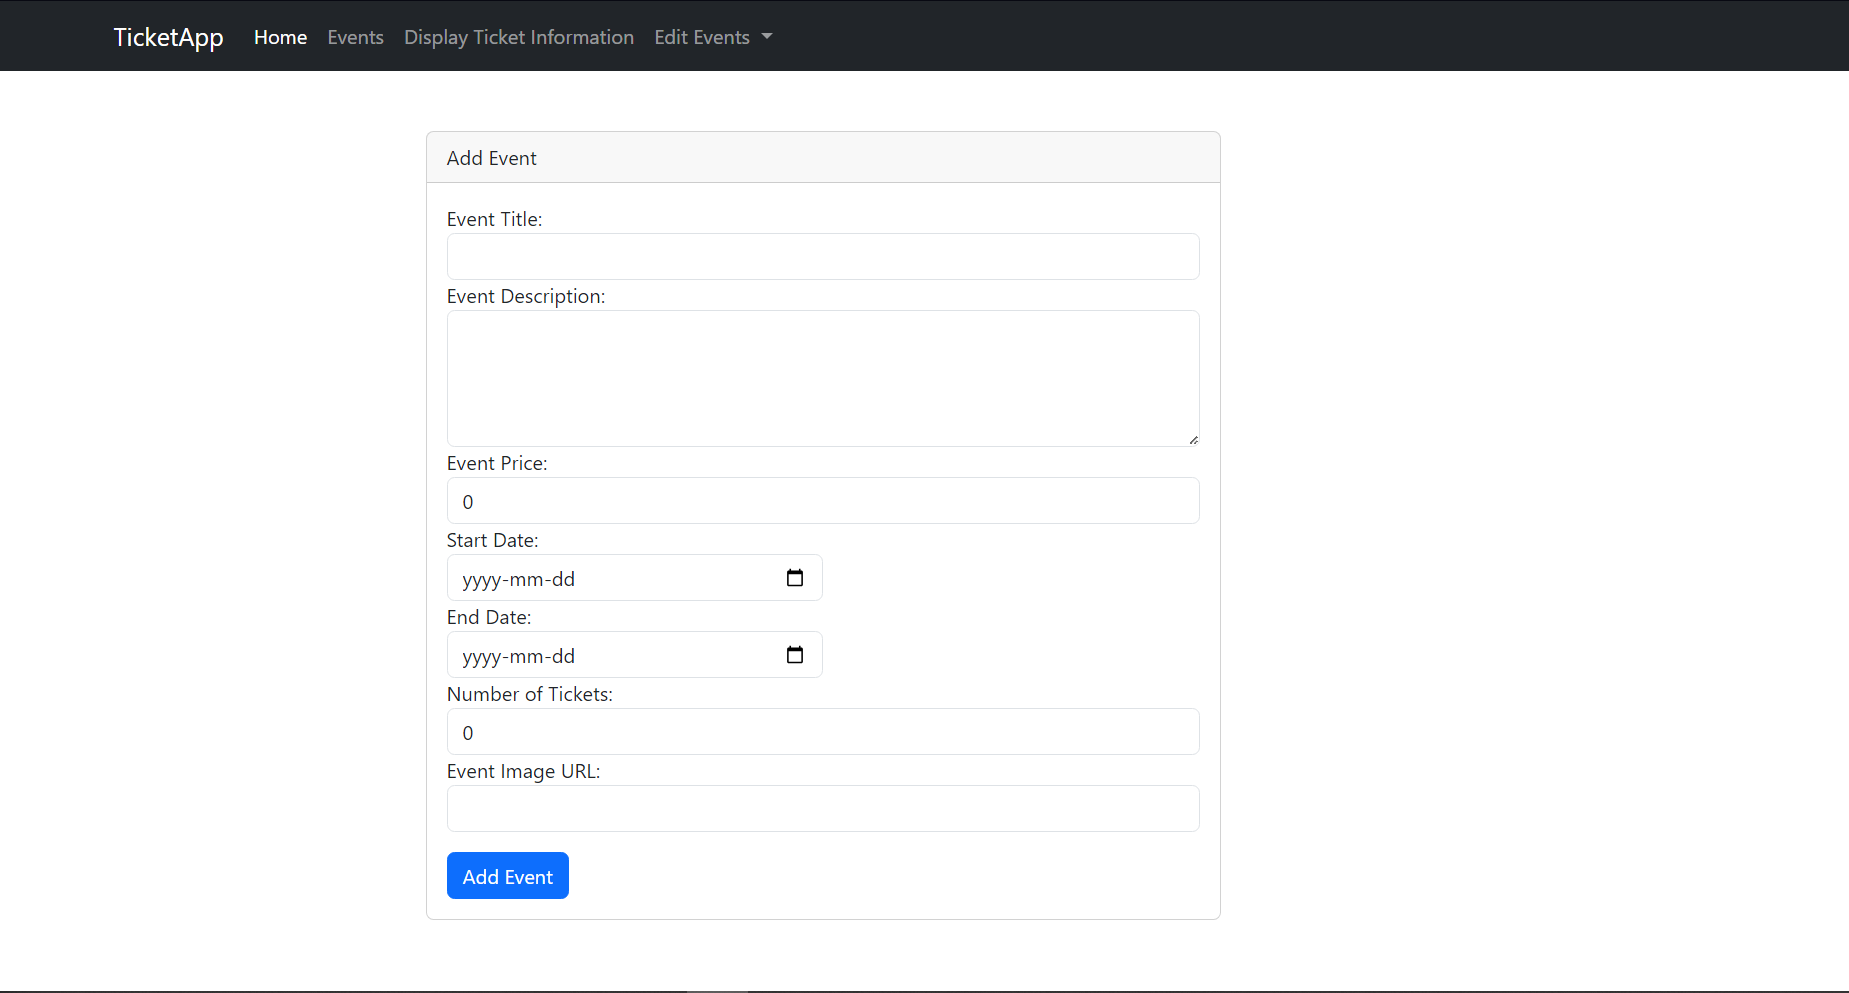 TicketApp Home Events Display Ticket Information Edit Events
Add Event
Event Title:
Event Description:
Event Price:
0
Start Date:
yyyy-mm-dd
End Date:
yyyy-mm-dd
Number of Tickets:
0
Event Image URL:
Add Event